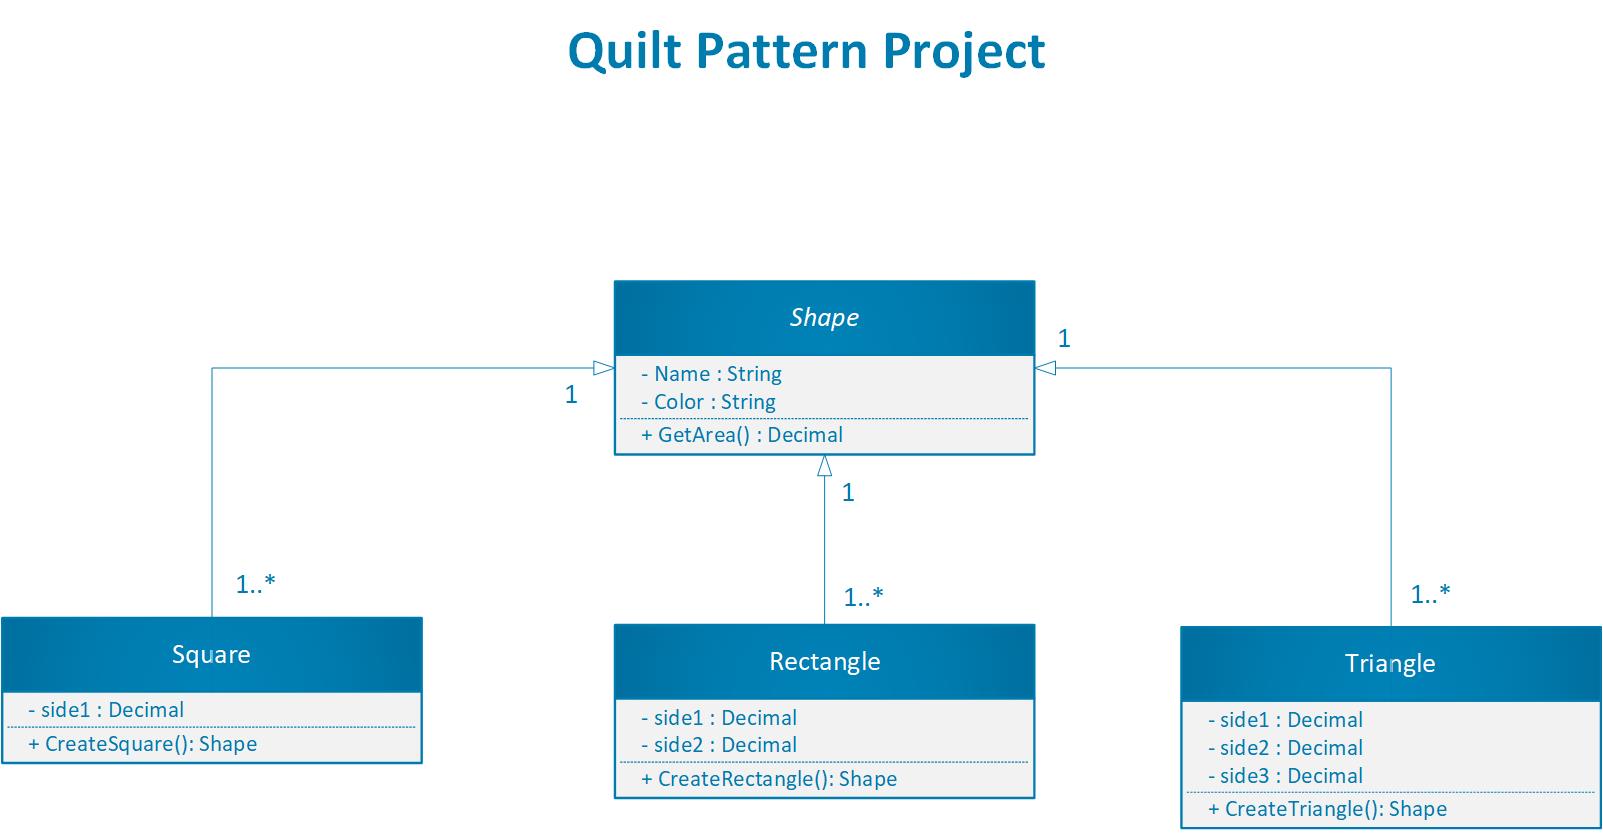 Quilt Pattern Project
Shape
- Name : String
- Color : String
+ GetArea() : Decimal
1
1
1
1..*
1..*
1..*
Square
- side1 : Decimal
+ CreateSquare(): Shape
Rectangle
- side1 : Decimal
- side2 : Decimal
+ CreateRectangle(): Shape
Triangle
- side1 : Decimal
- side2 : Decimal
- side3 : Decimal
+ CreateTriangle(): Shape